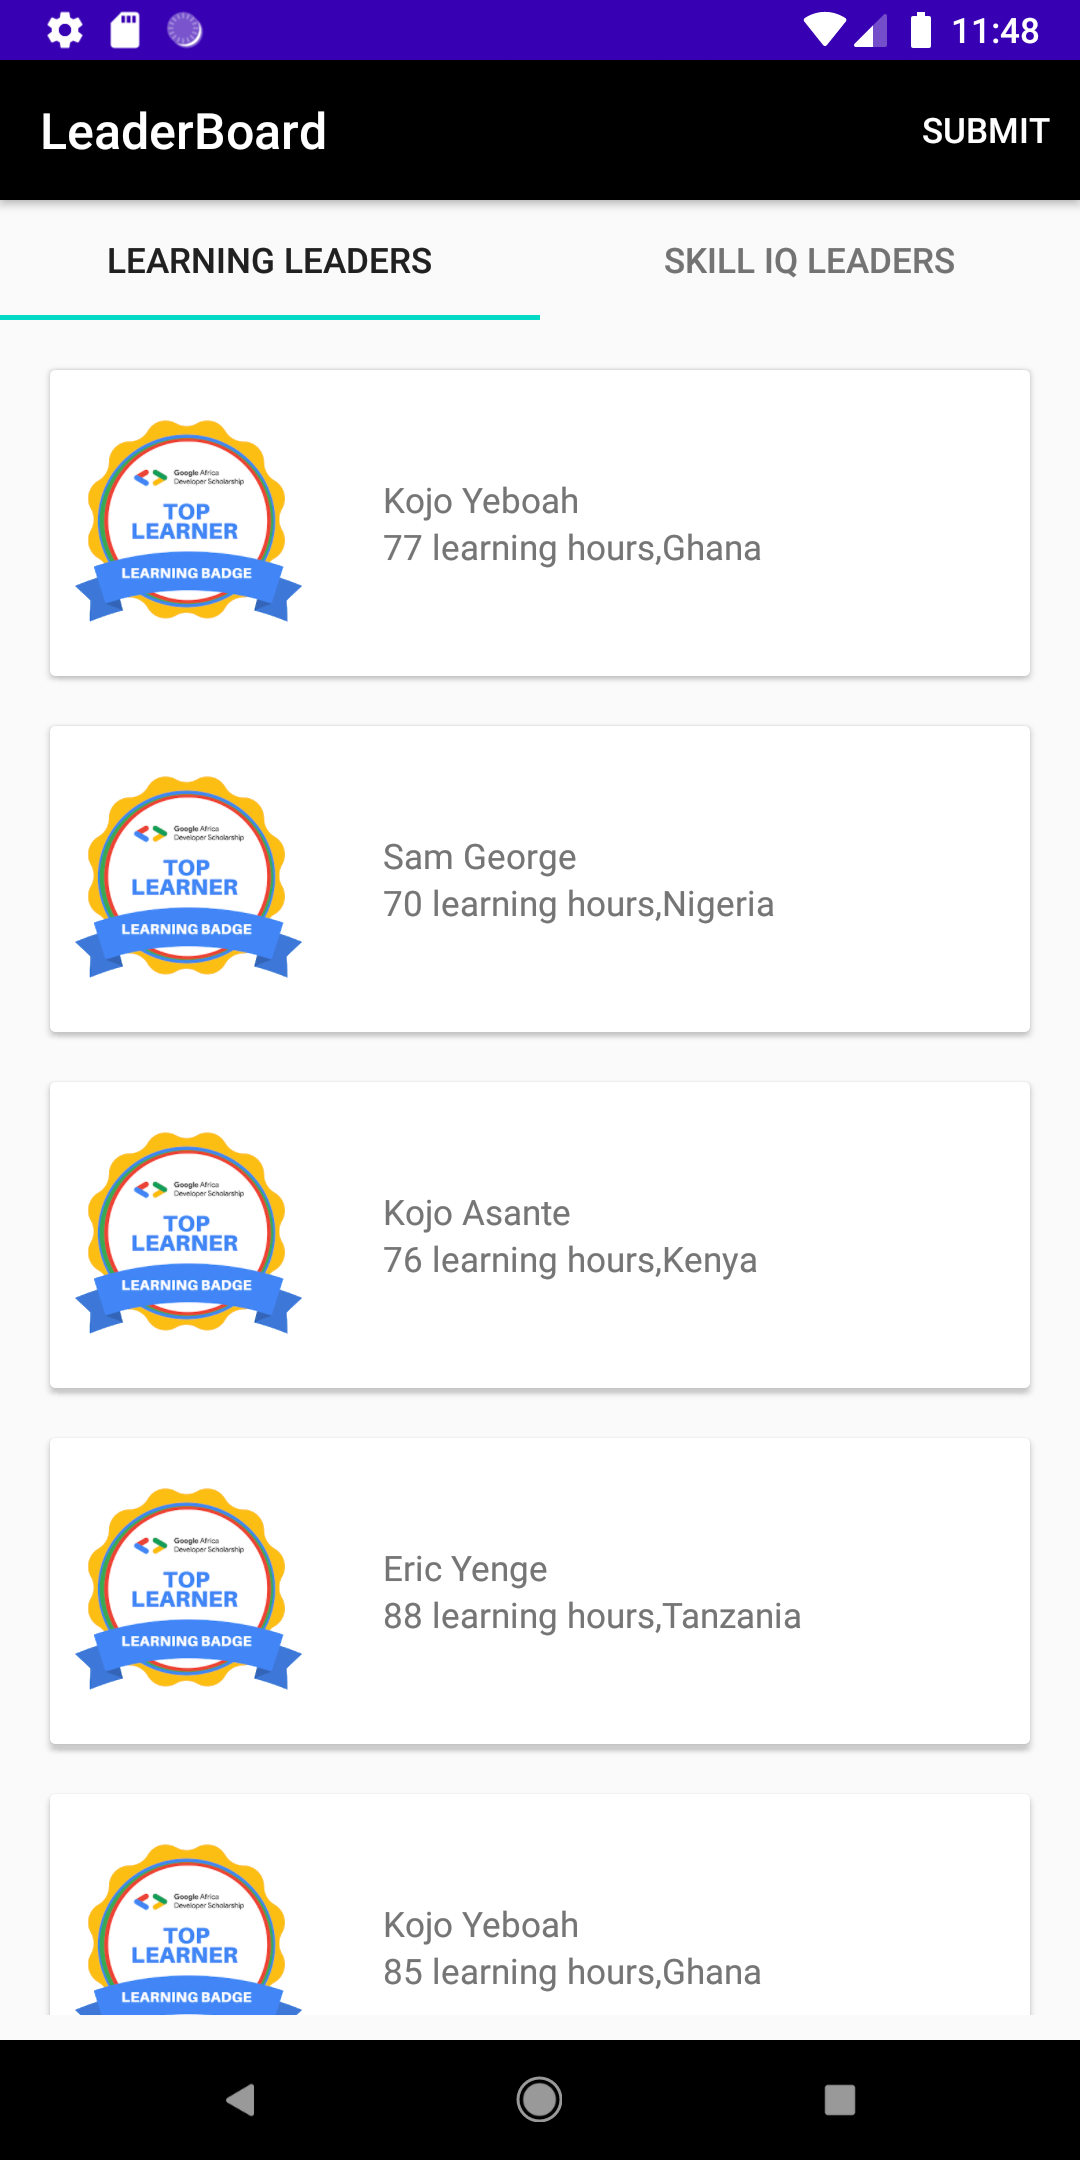 11:48
LeaderBoard
SUBMIT
LEARNING LEADERS
SKILL IQ LEADERS
Google Africa
Developer Scholarship
TOP
LEARNER
LEARNING BADGE
Kojo Yeboah
77 learning hours,Ghana
Google Africa
Developer Scholarship
TOP
LEARNER
LEARNING BADGE
Sam George
70 learning hours,Nigeria
Google Africa
Developer Scholarship
TOP
LEARNER
LEARNING BADGE
Kojo Asante
76 learning hours,Kenya
Google Africa
Developer Scholarship
TOP
LEARNER
LEARNING BADGE
Eric Yenge
88 learning hours,Tanzania
Google Africa
Developer Scholarship
TOP
LEARNER
LEARNING BADGE
Kojo Yeboah
85 learning hours,Ghana